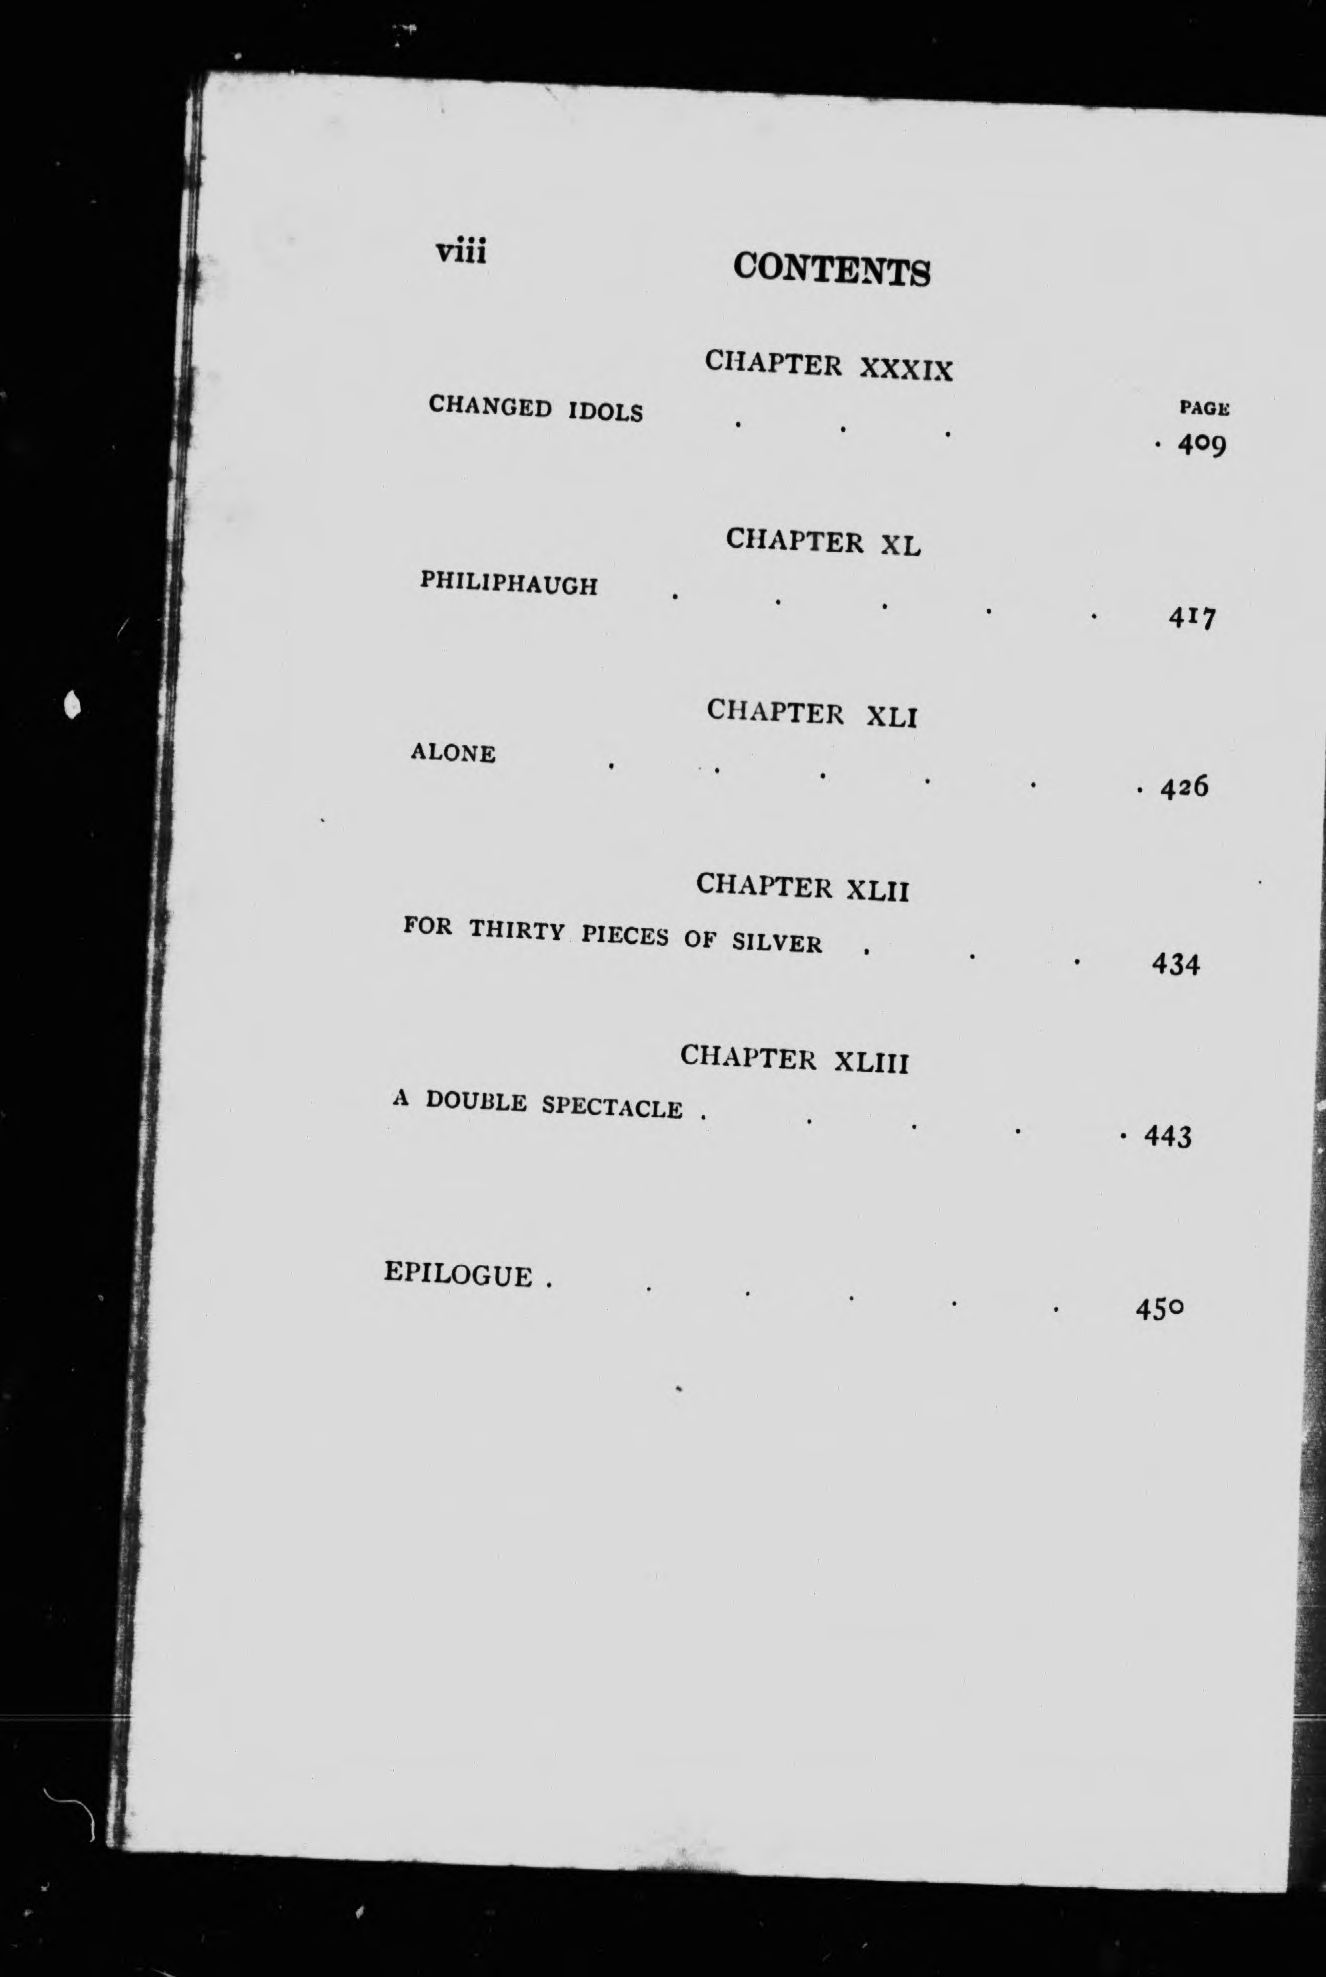 viii CONTENTS
CHAPTER XXXIX
PAGE
CHANGED IDOLS . . . . 409
CHAPTER XL
PHILIPHAUGH . . . . . 417
CHAPTER XLI
ALONE . . . . . . 426
CHAPTER XLII
FOR THIRTY PIECES OF SILVER . . . 434
CHAPTER XLIII
A DOUBLE SPECTACLE . . . . . 443
EPILOGUE . . . . . . 450